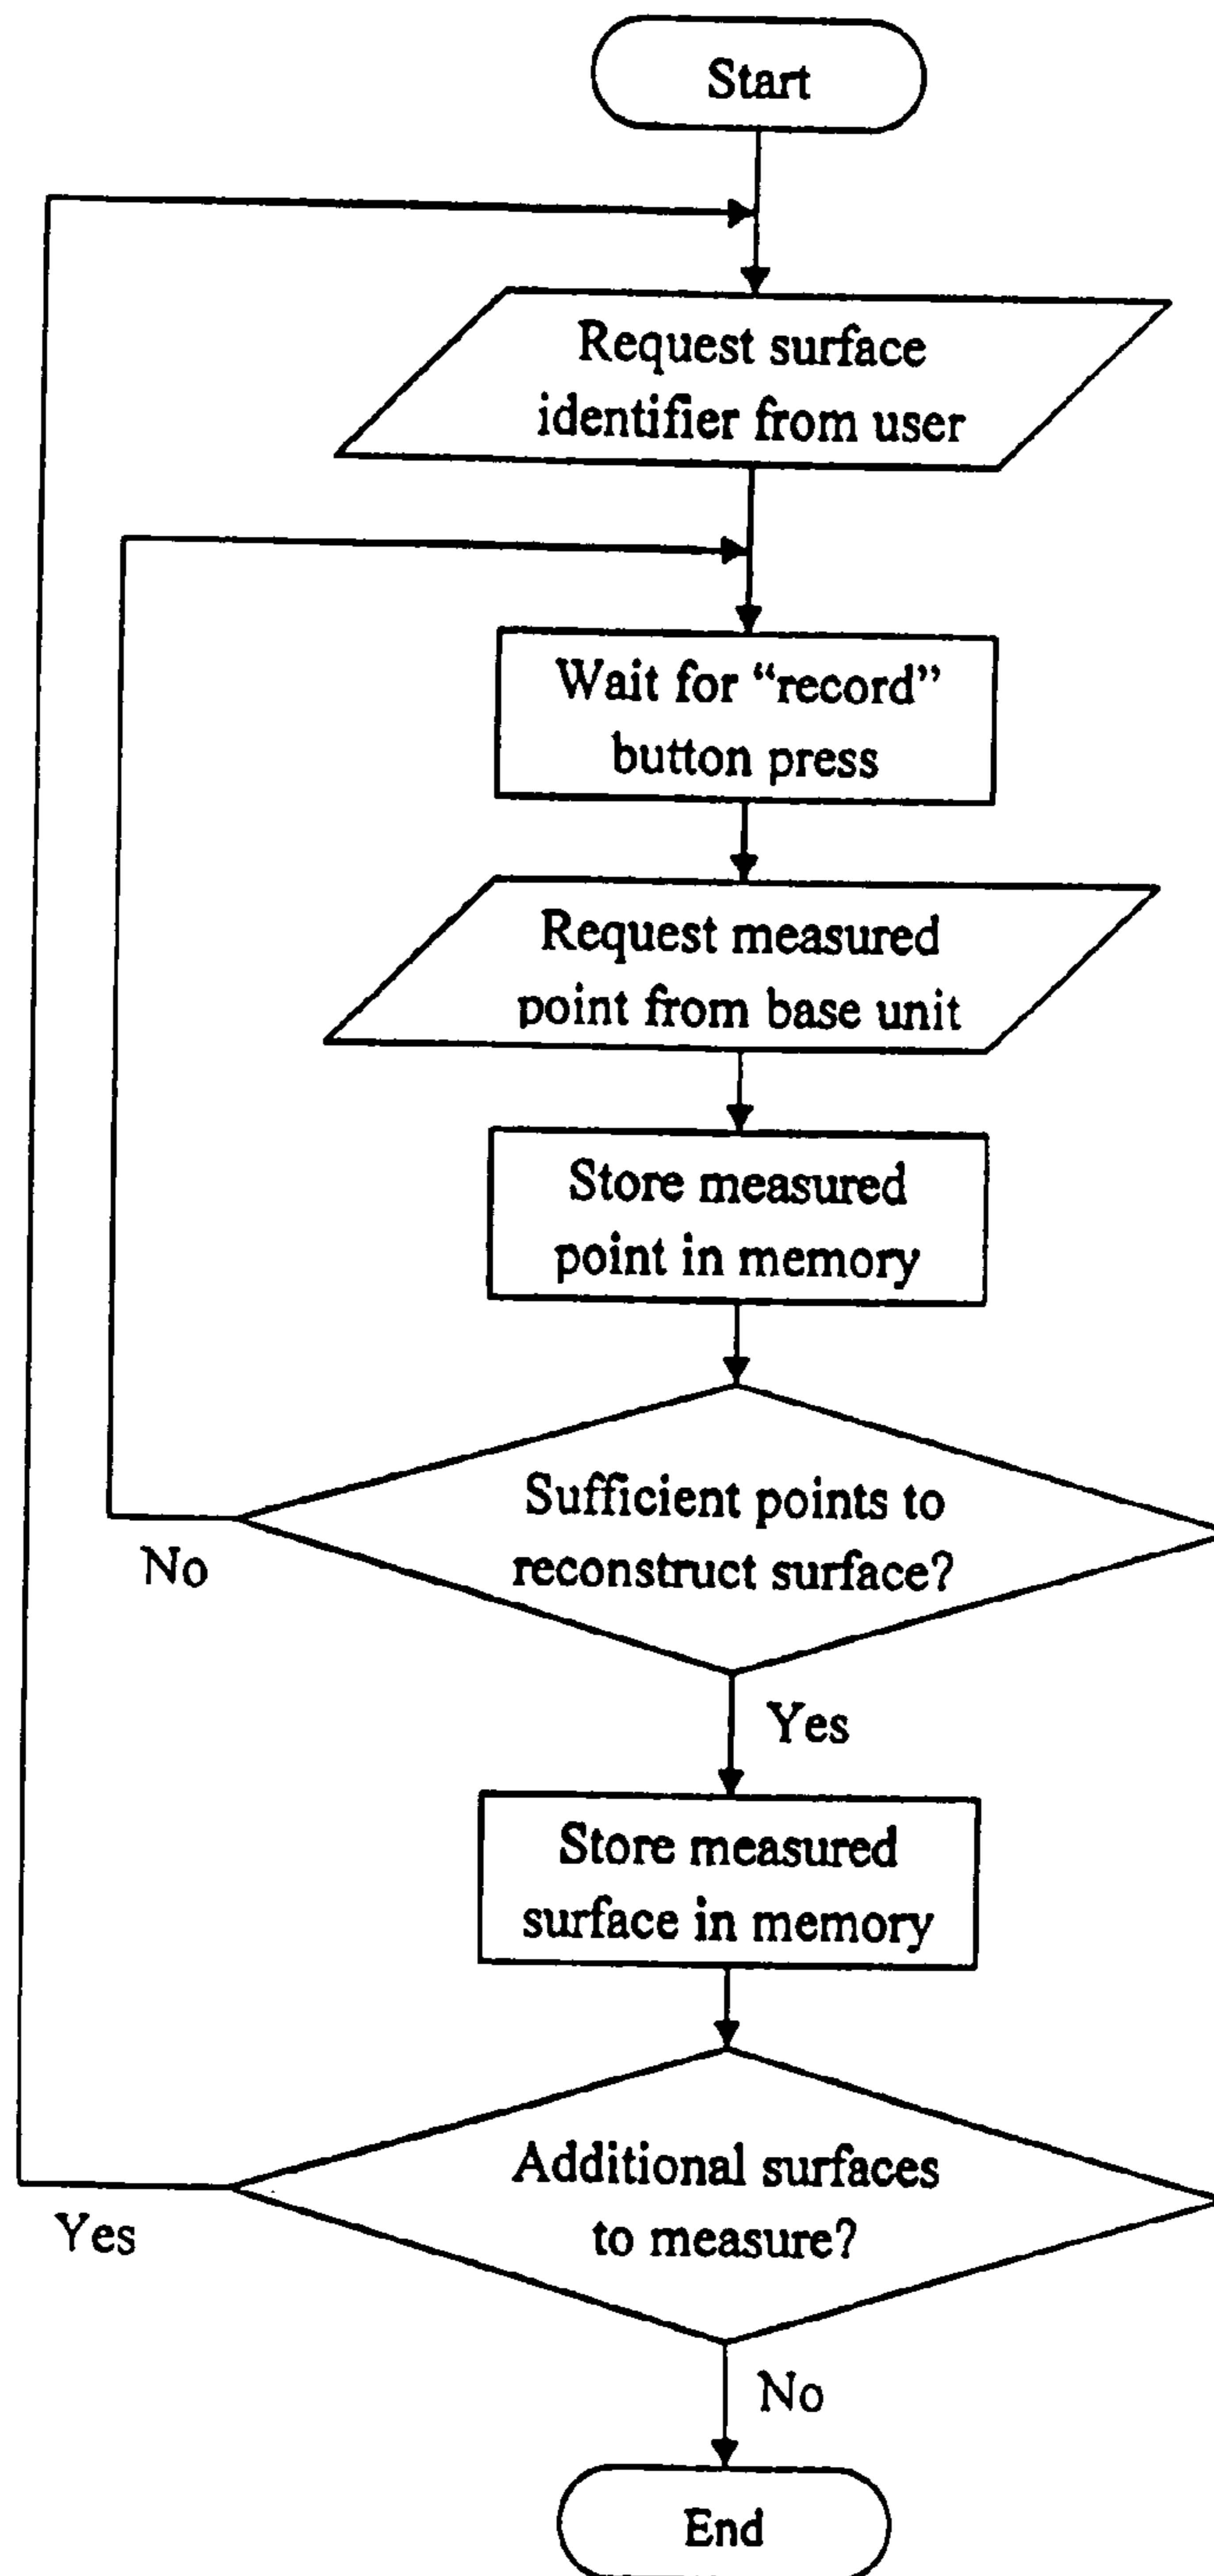 Start
Request surface
identifier from user
Wait for “record”
button press
Request measured
point from base unit
Store measured
point in memory
Sufficient points to
reconstruct surface?
No
Yes
Store measured
surface in memory
Additional surfaces
to measure?
Yes
No
End